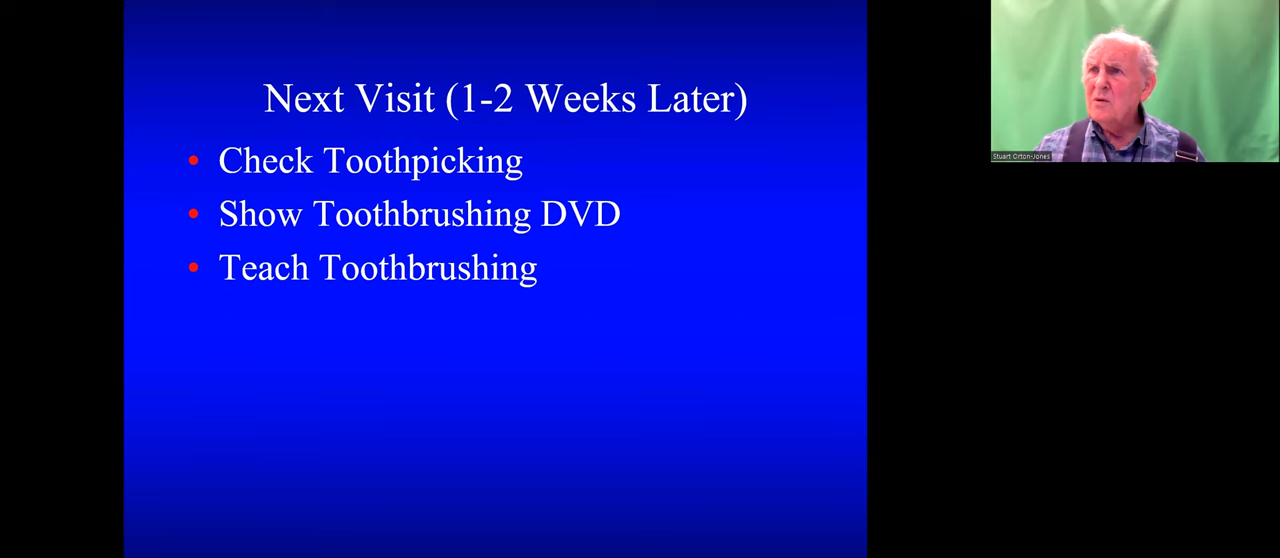 Next Visit (1-2 Weeks Later)
• Check Toothpicking
• Show Toothbrushing DVD
• Teach Toothbrushing
Stuart Orton-Jones